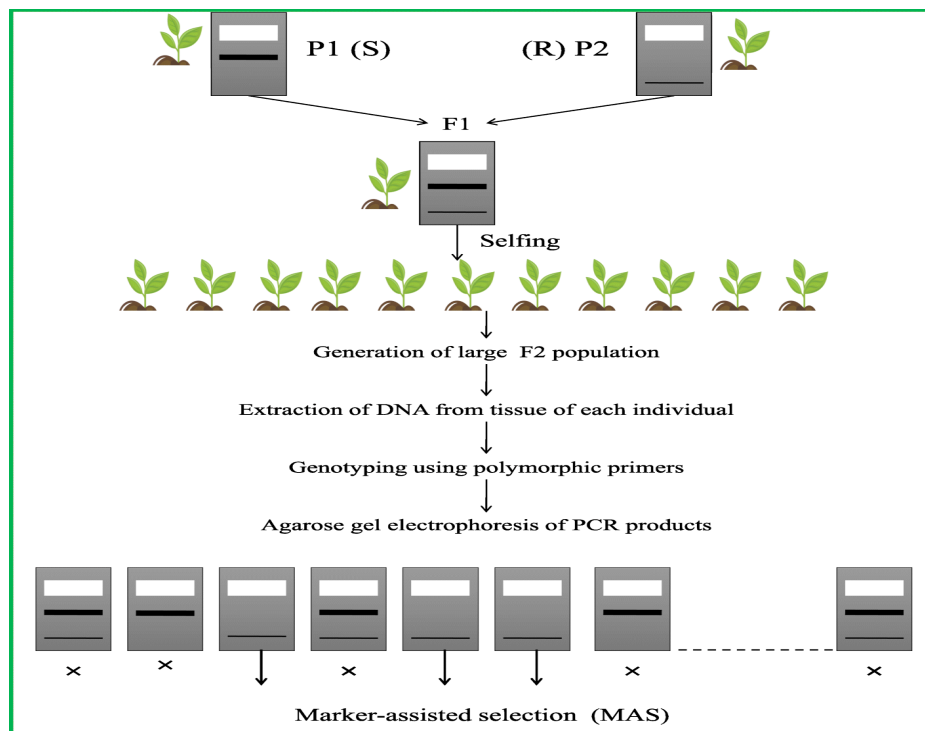 P1 (S)
(R) P2
F1
Selfing
Generation of large F2 population
Extraction of DNA from tissue of each individual
Genotyping using polymorphic primers
Agarose gel electrophoresis of PCR products
× × × × ×
Marker-assisted selection (MAS)